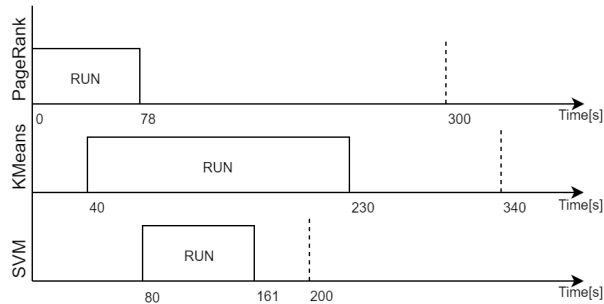 PageRank
RUN
0
78
300
Time[s]
KMeans
RUN
40
230
340
Time[s]
SVM
RUN
80
161
200
Time[s]